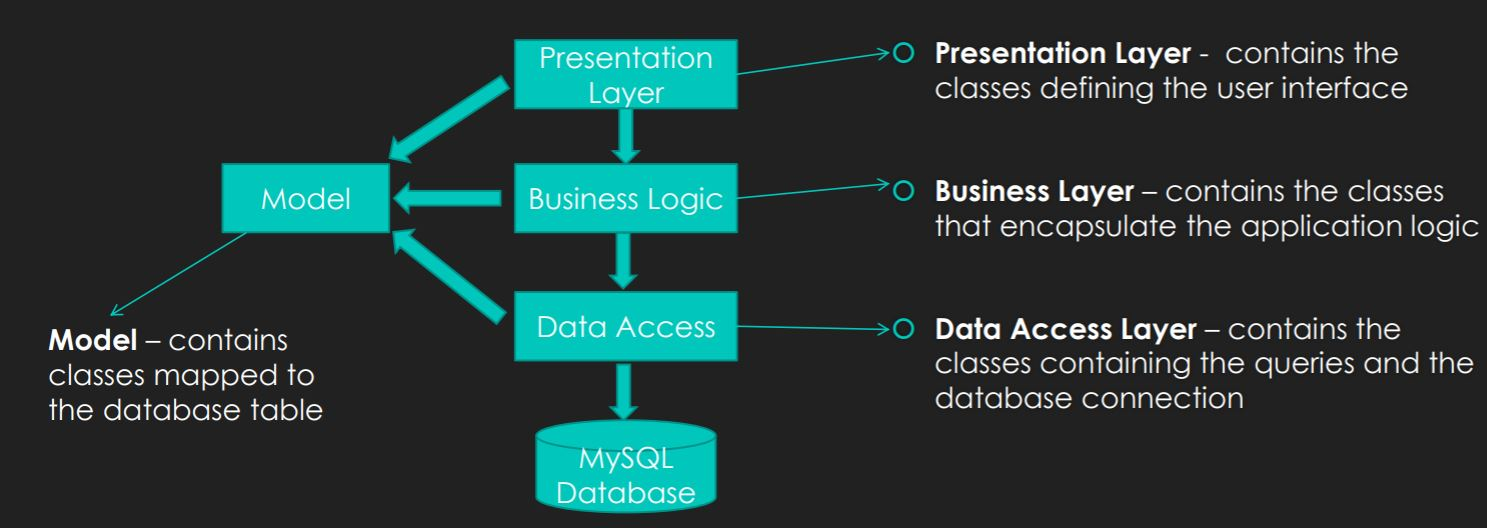 Presentation
Layer
Presentation Layer -  contains the
classes defining the user interface
Model
Business Logic
Business Layer – contains the classes
that encapsulate the application logic
Data Access
Data Access Layer – contains the
classes containing the queries and the
database connection
Model – contains
classes mapped to
the database table
MySQL
Database